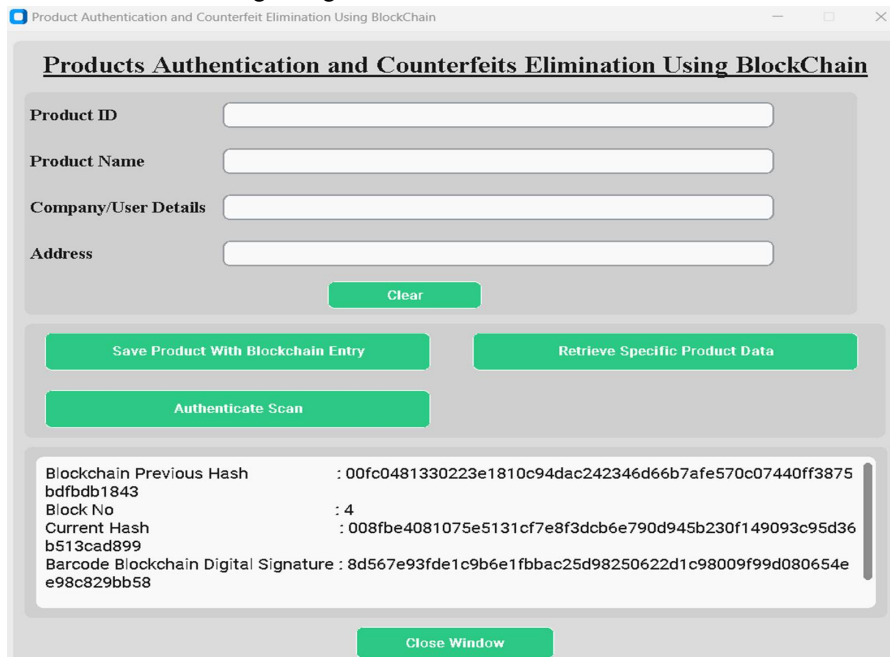 Product Authentication and Counterfeit Elimination Using BlockChain
Products Authentication and Counterfeits Elimination Using BlockChain
Product ID
Product Name
Company/User Details
Address
Clear
Save Product With Blockchain Entry
Retrieve Specific Product Data
Authenticate Scan
Blockchain Previous Hash : 00fc0481330223e1810c94dac242346d66b7afe570c07440ff3875
bdfbdb1843
Block No : 4
Current Hash : 008fbe4081075e5131cf7e8f3dcb6e790d945b230f149093c95d36
b513cad899
Barcode Blockchain Digital Signature : 8d567e93fde1c9b6e1fbbac25d98250622d1c98009f99d080654e
e98c829bb58
Close Window